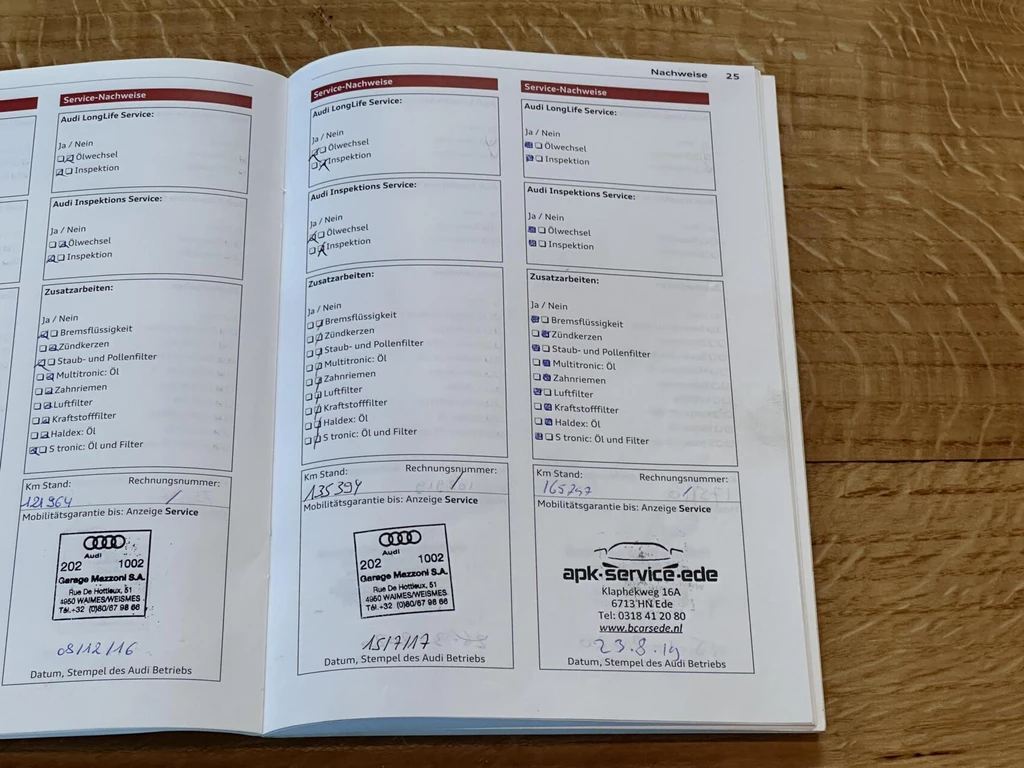 Nachweise 25
Service-Nachweise
Audi LongLife Service:
Ja / Nein
Ölwechsel
Inspektion
Audi Inspektions Service:
Ja / Nein
Ölwechsel
Inspektion
Zusatzarbeiten:
Ja / Nein
Bremsflüssigkeit
Zündkerzen
Staub- und Pollenfilter
Multitronic: Öl
Zahnriemen
Luftfilter
Kraftstofffilter
Haldex: Öl
S tronic: Öl und Filter
Km Stand: Rechnungsnummer:
121964 /
Mobilitätsgarantie bis: Anzeige Service
Audi
202 1002
Garage Mazzoni S.A.
Rue De Hottieux, 51
4950 WAIMES/WEISMES
Tél.+32 (0)80/67 98 66
08/12/16
Datum, Stempel des Audi Betriebs
Service-Nachweise
Audi LongLife Service:
Ja / Nein
Ölwechsel
Inspektion
Audi Inspektions Service:
Ja / Nein
Ölwechsel
Inspektion
Zusatzarbeiten:
Ja / Nein
Bremsflüssigkeit
Zündkerzen
Staub- und Pollenfilter
Multitronic: Öl
Zahnriemen
Luftfilter
Kraftstofffilter
Haldex: Öl
S tronic: Öl und Filter
Km Stand: Rechnungsnummer:
135394 /
Mobilitätsgarantie bis: Anzeige Service
Audi
202 1002
Garage Mazzoni S.A.
Rue De Hottieux, 51
4950 WAIMES/WEISMES
Tél.+32 (0)80/67 98 66
15/7/17
Datum, Stempel des Audi Betriebs
Service-Nachweise
Audi LongLife Service:
Ja / Nein
Ölwechsel
Inspektion
Audi Inspektions Service:
Ja / Nein
Ölwechsel
Inspektion
Zusatzarbeiten:
Ja / Nein
Bremsflüssigkeit
Zündkerzen
Staub- und Pollenfilter
Multitronic: Öl
Zahnriemen
Luftfilter
Kraftstofffilter
Haldex: Öl
S tronic: Öl und Filter
Km Stand: Rechnungsnummer:
165797 /
Mobilitätsgarantie bis: Anzeige Service
apk-service-ede
Klaphekweg 16A
6713 HN Ede
Tel: 0318 41 20 80
www.bcarsede.nl
23.8.19
Datum, Stempel des Audi Betriebs